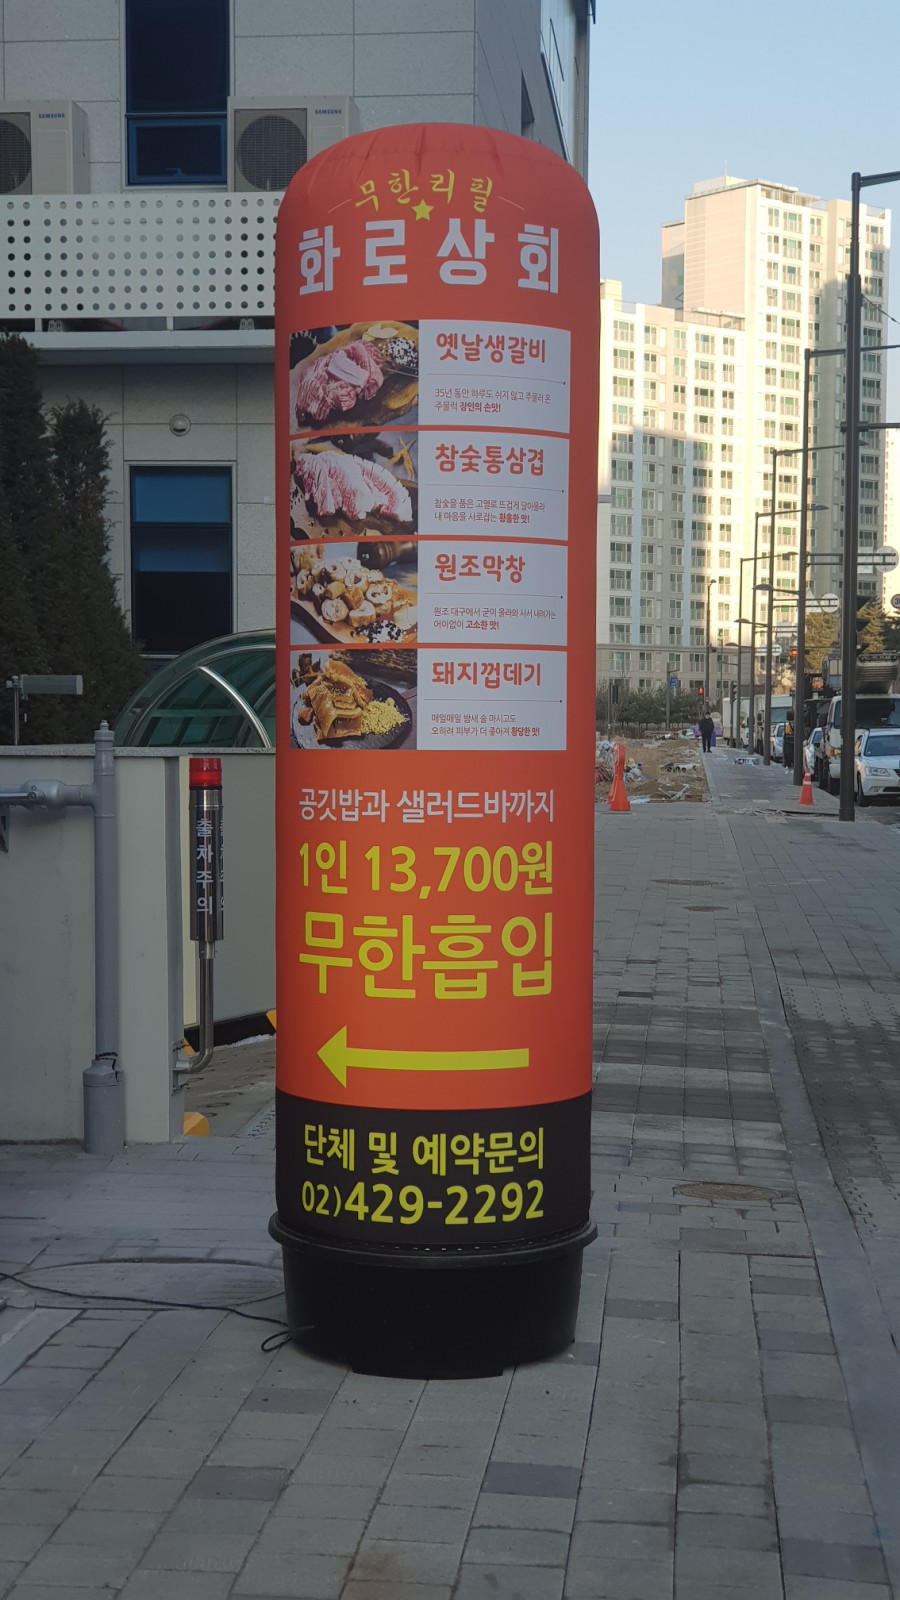 SAMSUNG
SAMSUNG
무한리필
화로상회
옛날생갈비
35년 동안 하루도 쉬지 않고 주물러 온
주물럭 장인의 손맛!
참숯통삼겹
참숯을 품은 고열로 뜨겁게 달아올라
내 마음을 사로잡는 황홀한 맛!
원조막창
원조 대구에서 굳이 올라와 사서 내려가는
어이없이 고소한 맛!
돼지껍데기
매일매일 밤새 술 마시고도
오히려 피부가 더 좋아져 황당한 맛!
공깃밥과 샐러드바까지
1인 13,700원
무한흡입
단체 및 예약문의
02)429-2292
출차주의